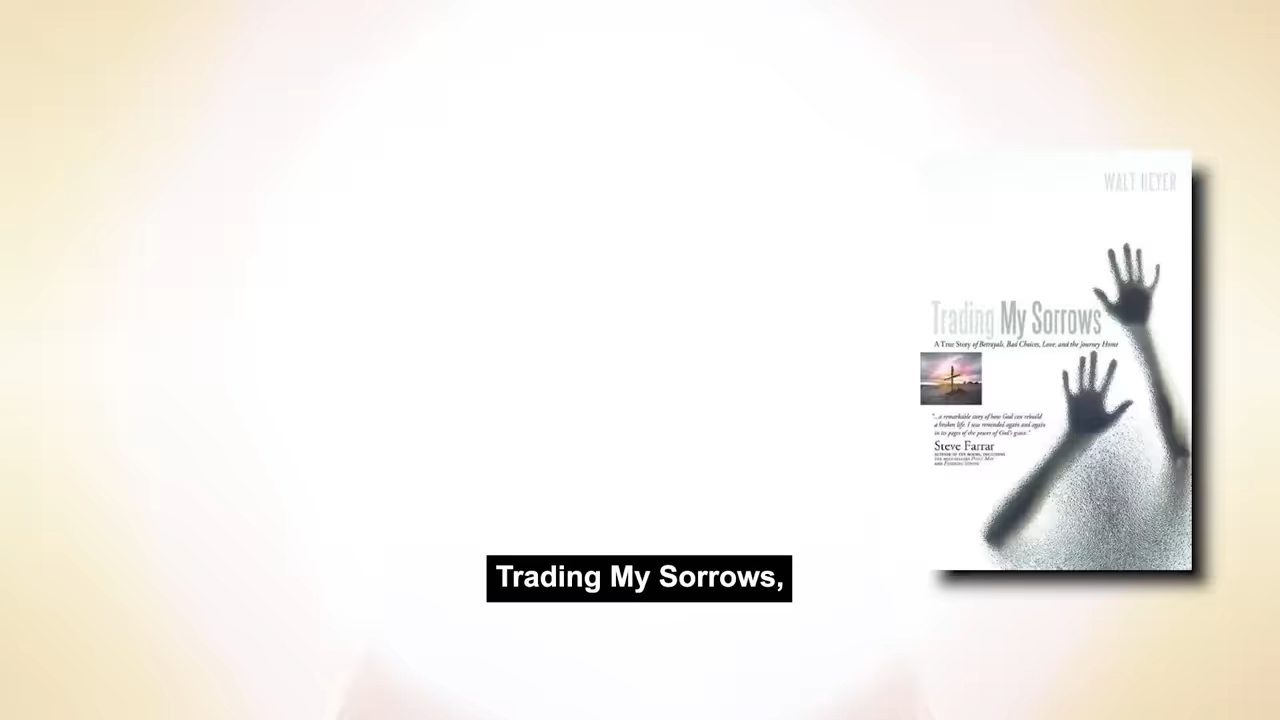 WALT HEYER
Trading My Sorrows
A True Story of Betrayals, Bad Choices, Love, and the Journey Home
"...a remarkable story of how God can rebuild
a broken life. I was reminded again and again
in its pages of the power of God's grace."
Steve Farrar
Trading My Sorrows,